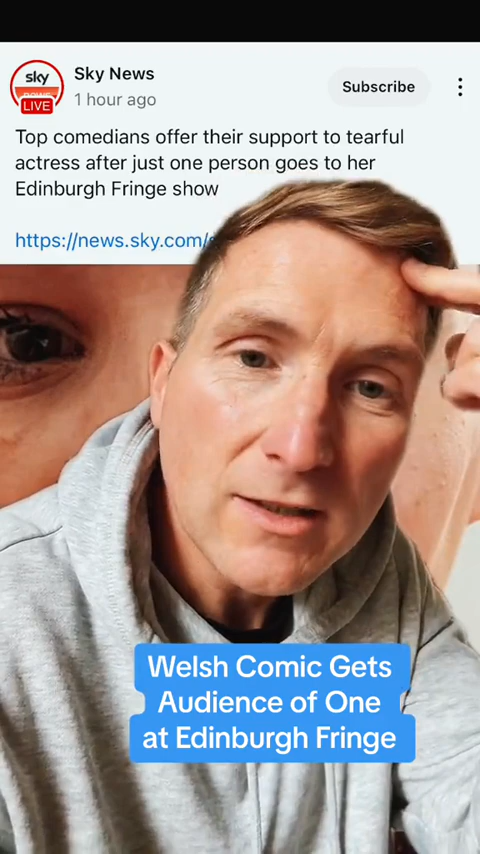 sky
LIVE
Sky News
1 hour ago
Subscribe
Top comedians offer their support to tearful
actress after just one person goes to her
Edinburgh Fringe show
https://news.sky.com/
Welsh Comic Gets
Audience of One
at Edinburgh Fringe